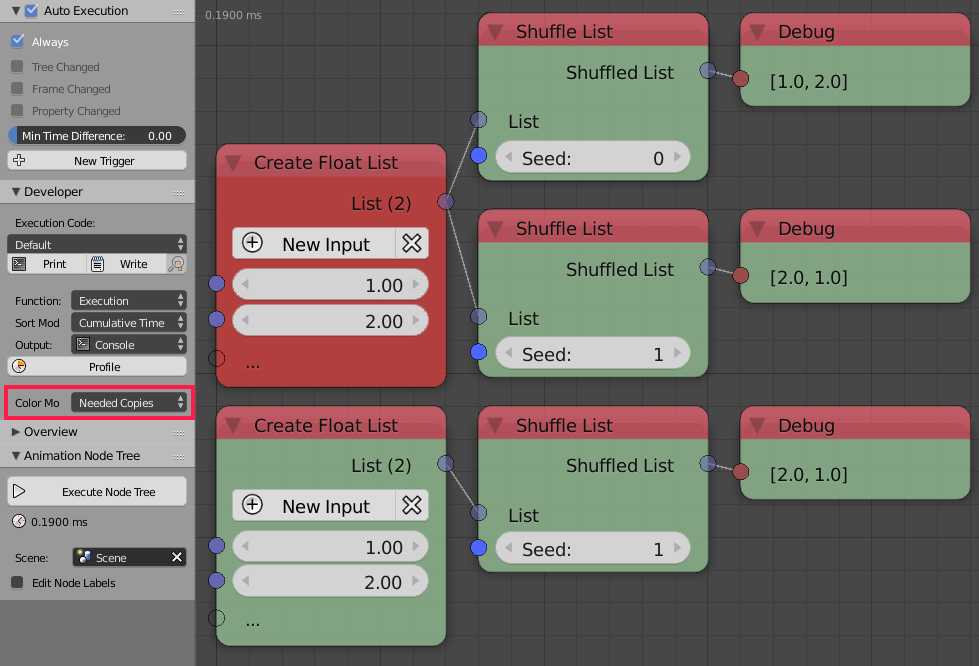 Auto Execution
Always
Tree Changed
Frame Changed
Property Changed
Min Time Difference: 0.00
New Trigger
Developer
Execution Code:
Default
Print Write
Function: Execution
Sort Mod Cumulative Time
Output: Console
Profile
Color Mo Needed Copies
Overview
Animation Node Tree
Execute Node Tree
0.1900 ms
Scene: Scene
Edit Node Labels
0.1900 ms
Create Float List
List (2)
New Input
1.00
2.00
...
Create Float List
List (2)
New Input
1.00
2.00
...
Shuffle List
Shuffled List
List
Seed: 0
Shuffle List
Shuffled List
List
Seed: 1
Shuffle List
Shuffled List
List
Seed: 1
Debug
[1.0, 2.0]
Debug
[2.0, 1.0]
Debug
[2.0, 1.0]